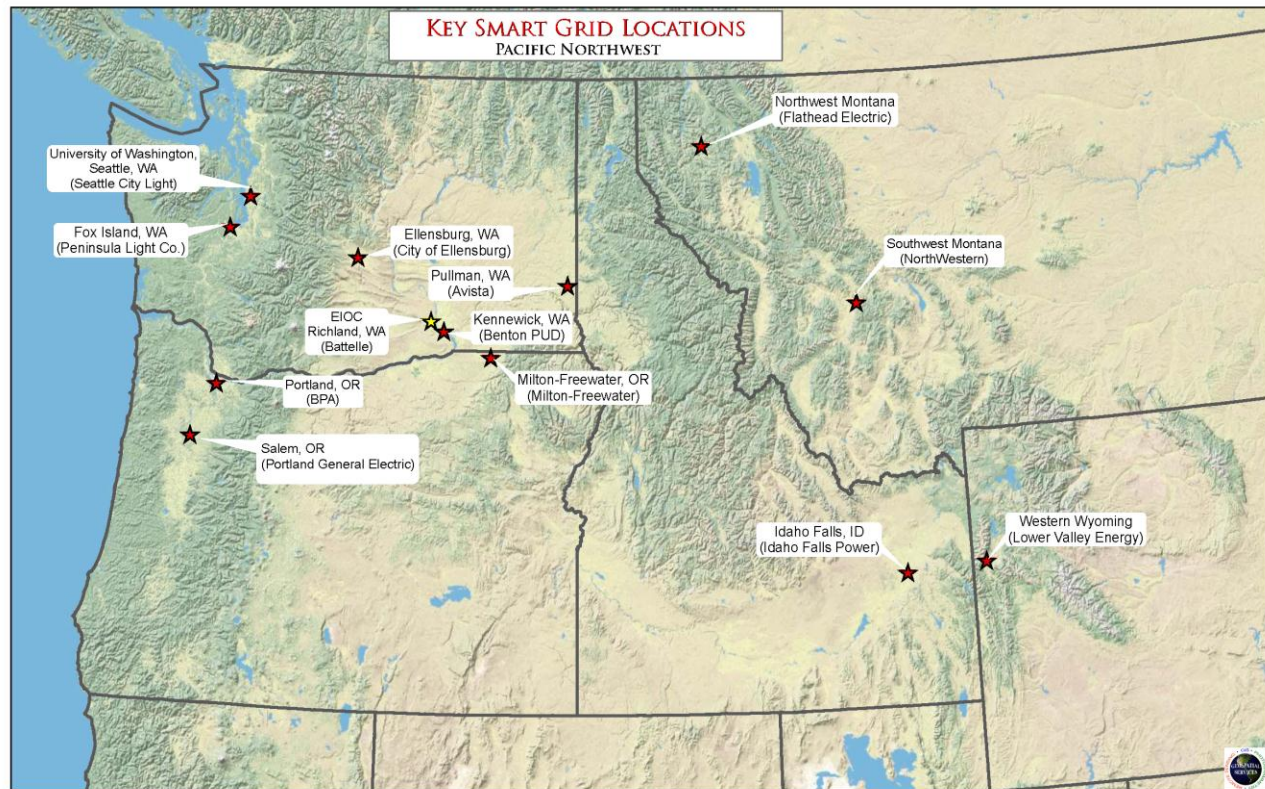 KEY SMART GRID LOCATIONS
PACIFIC NORTHWEST
Northwest Montana
(Flathead Electric)
University of Washington,
Seattle, WA
(Seattle City Light)
Fox Island, WA
(Peninsula Light Co.)
Ellensburg, WA
(City of Ellensburg)
Southwest Montana
(NorthWestern)
Pullman, WA
(Avista)
EIOC
Richland, WA
(Battelle)
Kennewick, WA
(Benton PUD)
Portland, OR
(BPA)
Milton-Freewater, OR
(Milton-Freewater)
Salem, OR
(Portland General Electric)
Idaho Falls, ID
(Idaho Falls Power)
Western Wyoming
(Lower Valley Energy)
GEOSPATIAL
SERVICES